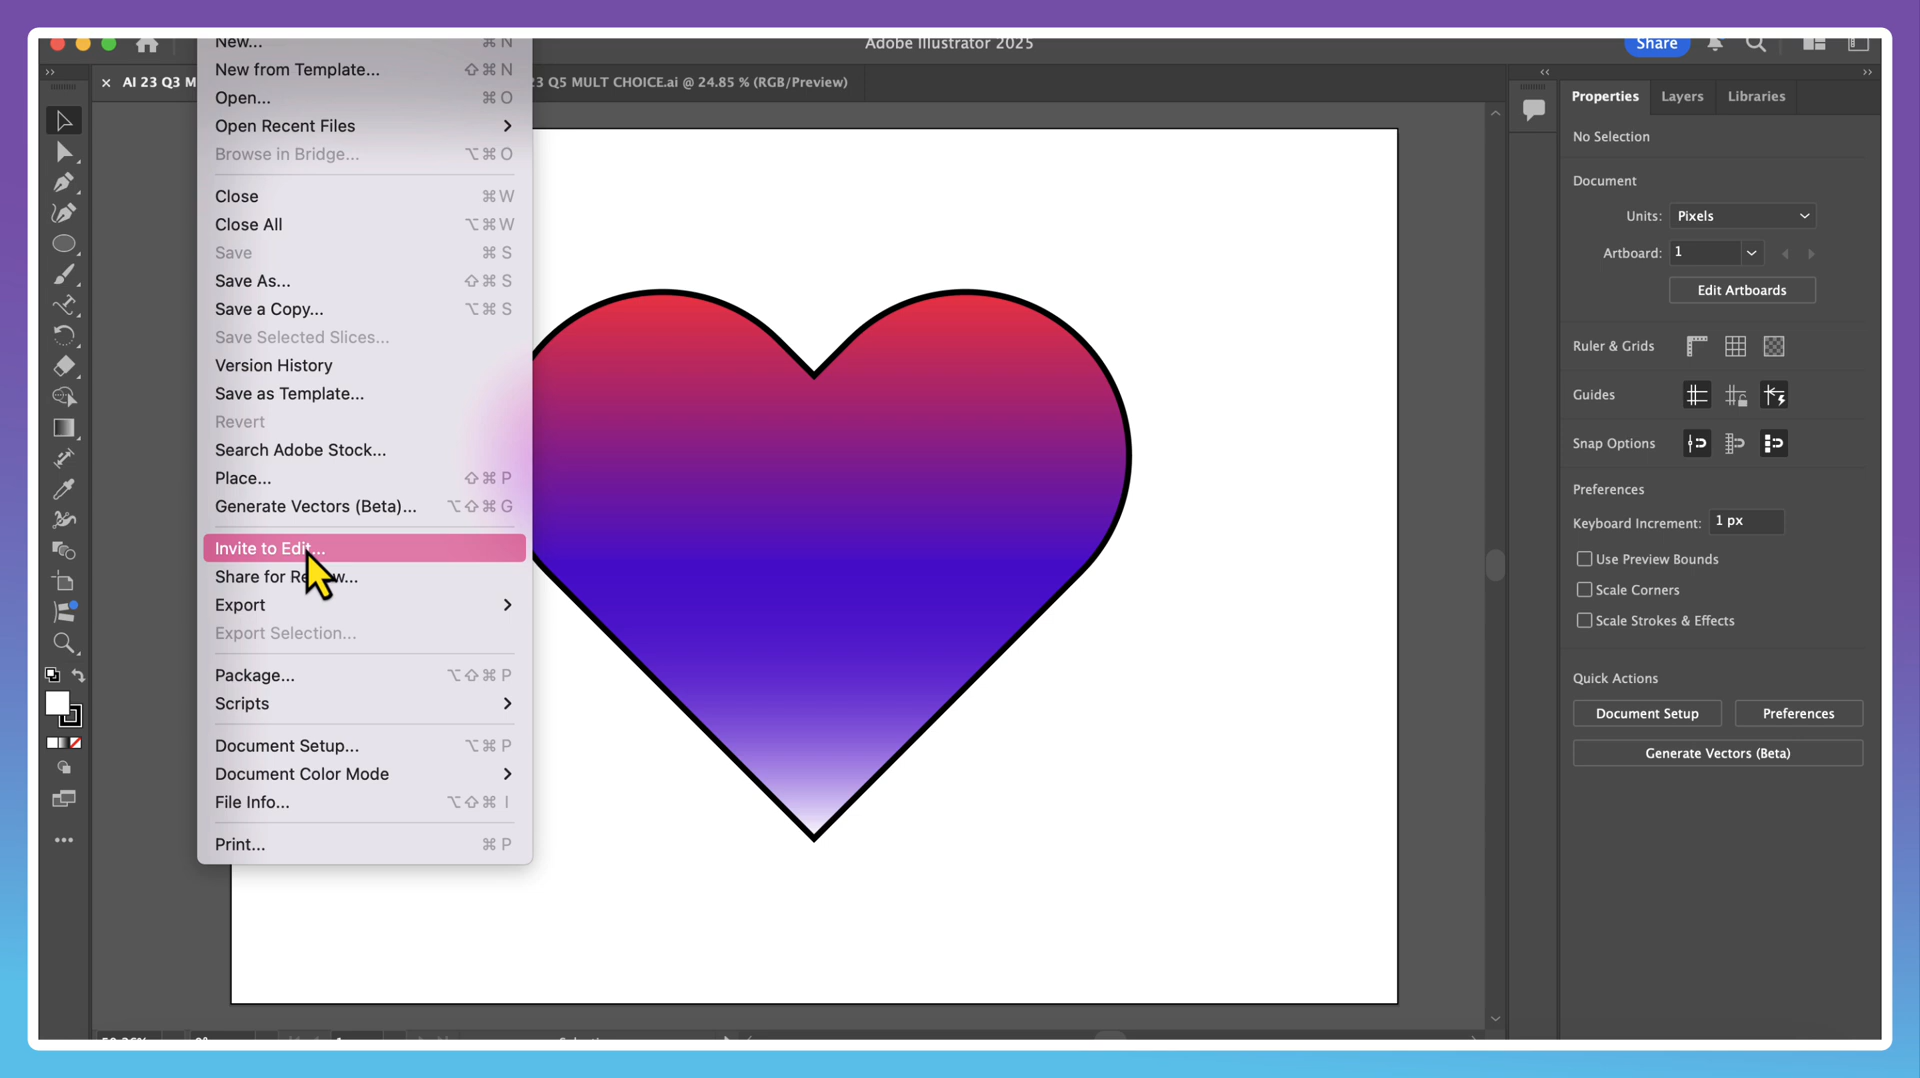 Adobe Illustrator 2025
Share
AI 23 Q3 M
23 Q5 MULT CHOICE.ai @ 24.85 % (RGB/Preview)
New... ⌘ N
New from Template... ⇧ ⌘ N
Open... ⌘ O
Open Recent Files
Browse in Bridge... ⌥ ⌘ O
Close ⌘ W
Close All ⌥ ⌘ W
Save ⌘ S
Save As... ⇧ ⌘ S
Save a Copy... ⌥ ⌘ S
Save Selected Slices...
Version History
Save as Template...
Revert
Search Adobe Stock...
Place... ⇧ ⌘ P
Generate Vectors (Beta)... ⌥ ⇧ ⌘ G
Invite to Edit...
Share for Re w...
Export
Export Selection...
Package... ⌥ ⇧ ⌘ P
Scripts
Document Setup... ⌥ ⌘ P
Document Color Mode
File Info... ⌥ ⇧ ⌘ I
Print... ⌘ P
Properties Layers Libraries
No Selection
Document
Units: Pixels
Artboard: 1
Edit Artboards
Ruler & Grids
Guides
Snap Options
Preferences
Keyboard Increment: 1 px
Use Preview Bounds
Scale Corners
Scale Strokes & Effects
Quick Actions
Document Setup Preferences
Generate Vectors (Beta)